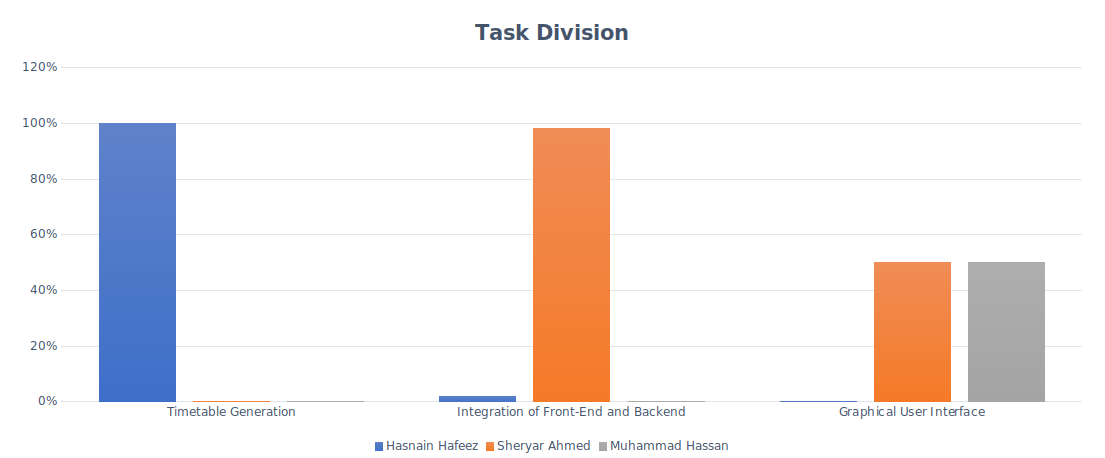 Task Division
120%
100%
80%
60%
40%
20%
0%
Timetable Generation Integration of Front-End and Backend Graphical User Interface
Hasnain Hafeez Sheryar Ahmed Muhammad Hassan